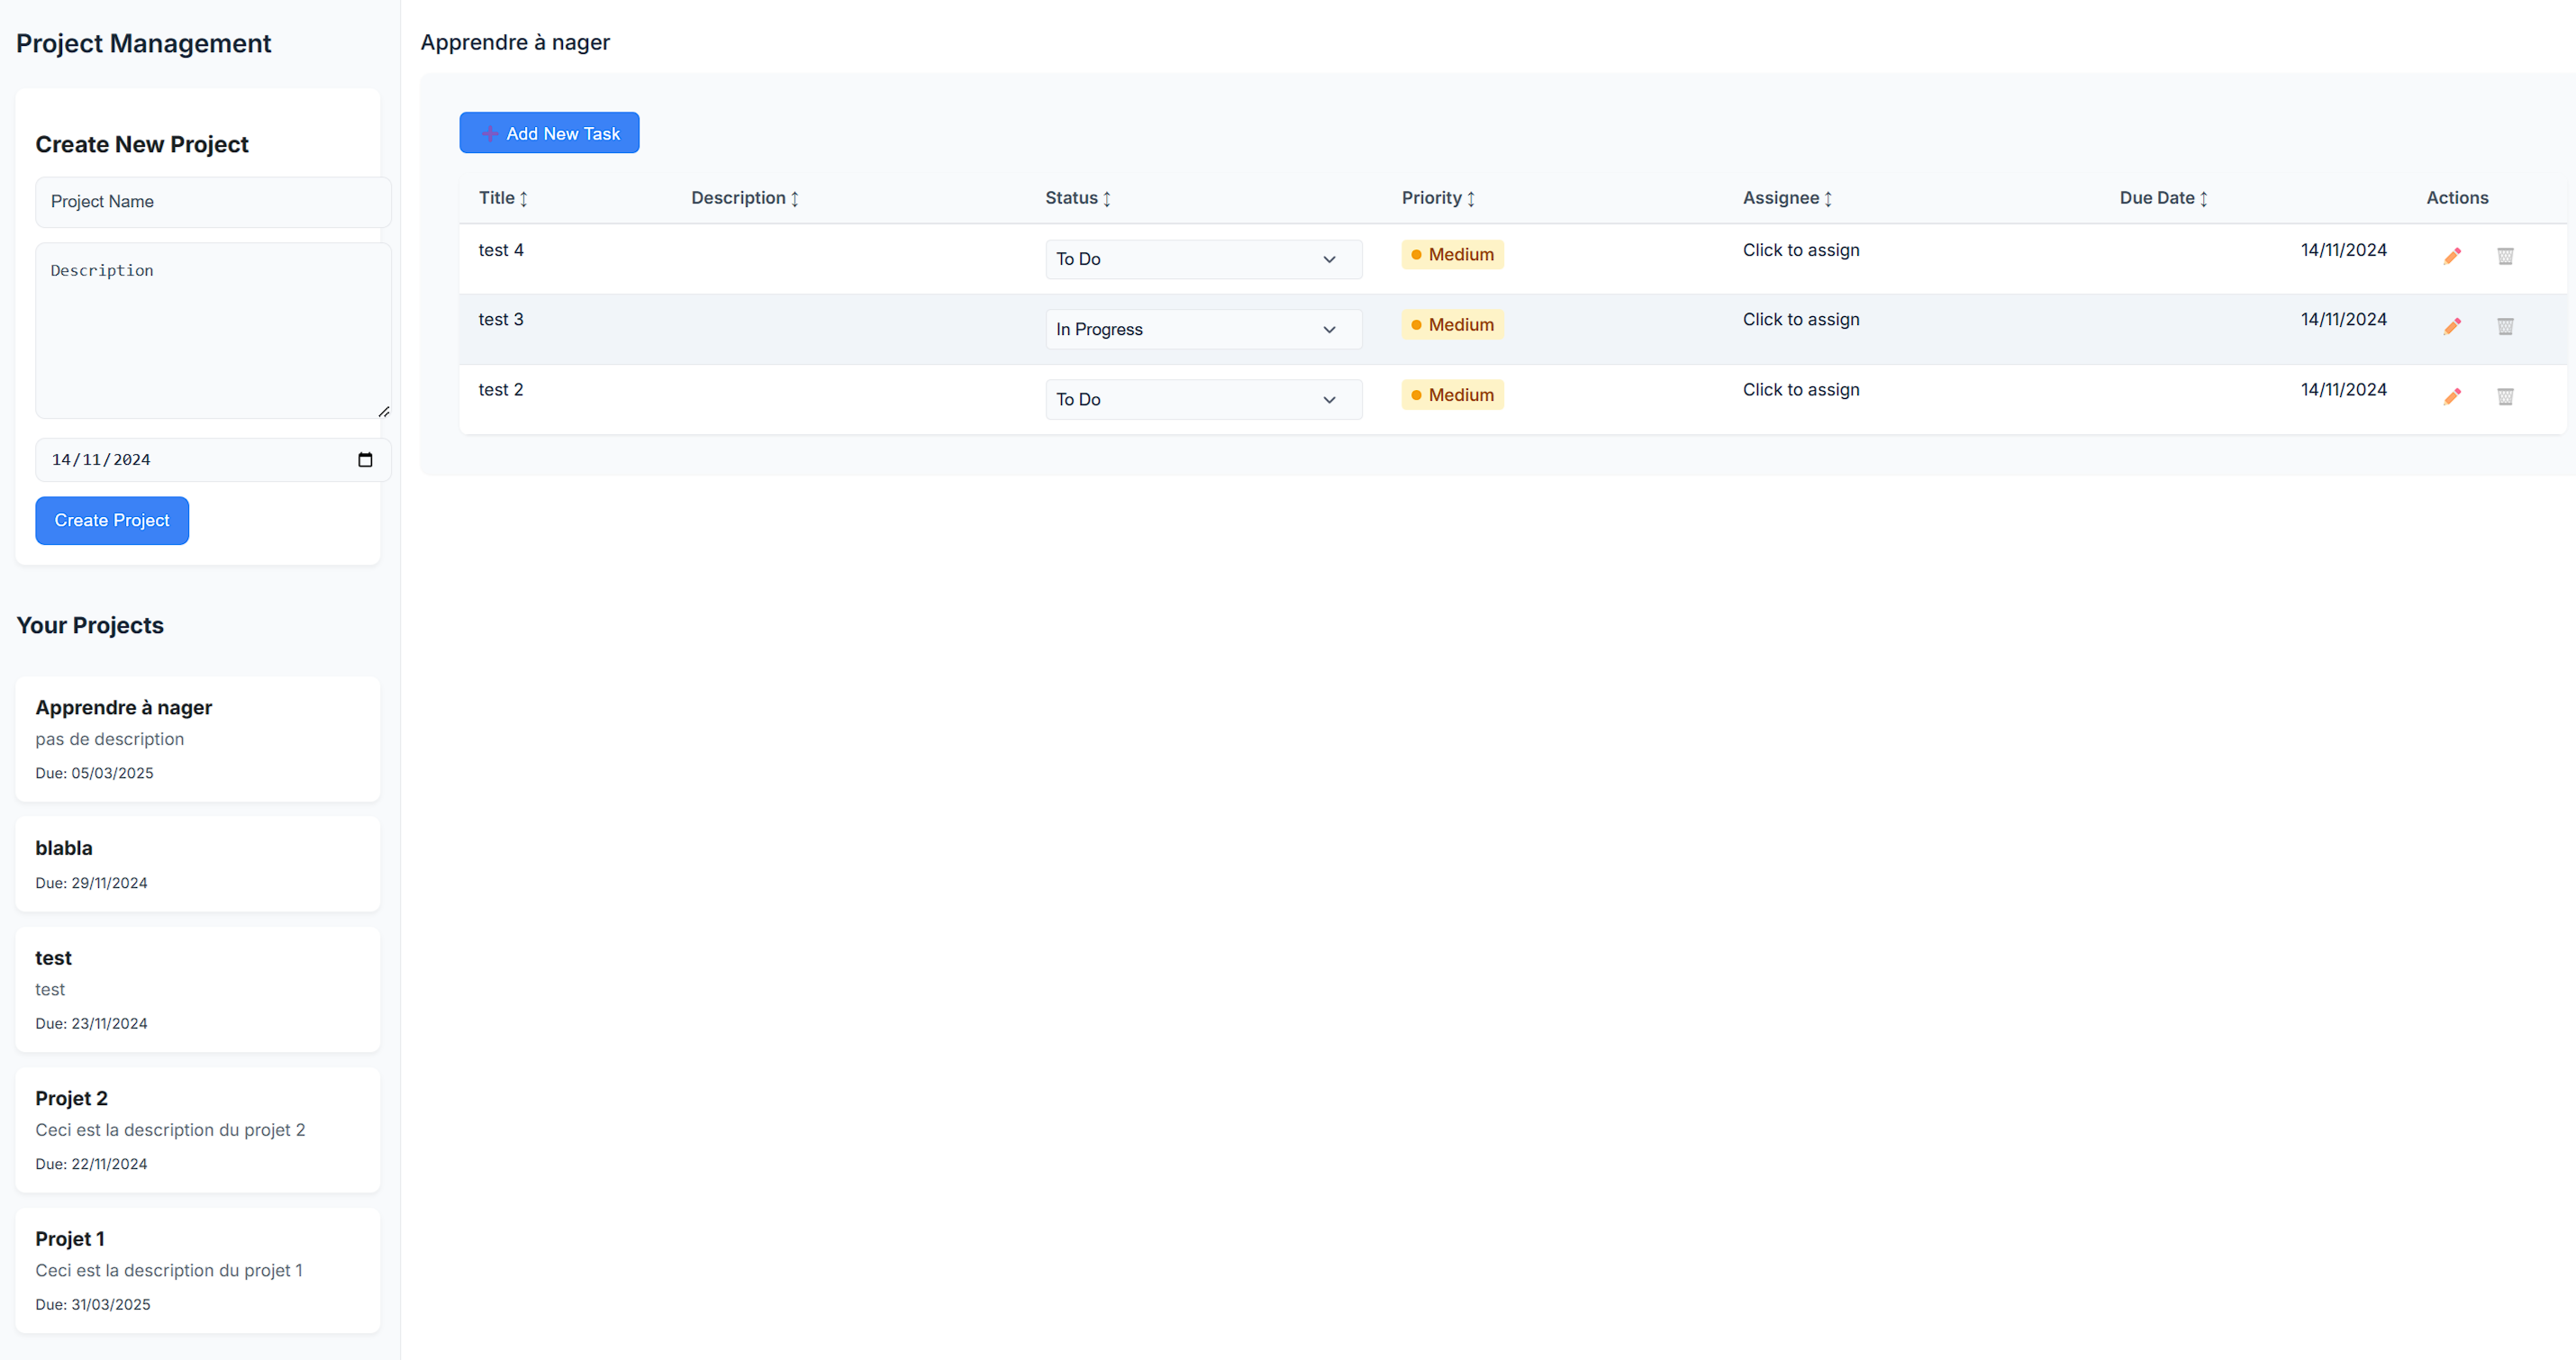 Project Management
Create New Project
Project Name
Description
14/11/2024
Create Project
Your Projects
Apprendre à nager
pas de description
Due: 05/03/2025
blabla
Due: 29/11/2024
test
test
Due: 23/11/2024
Projet 2
Ceci est la description du projet 2
Due: 22/11/2024
Projet 1
Ceci est la description du projet 1
Due: 31/03/2025
Apprendre à nager
Add New Task
Title Description Status Priority Assignee Due Date Actions
test 4 To Do Medium Click to assign 14/11/2024
test 3 In Progress Medium Click to assign 14/11/2024
test 2 To Do Medium Click to assign 14/11/2024